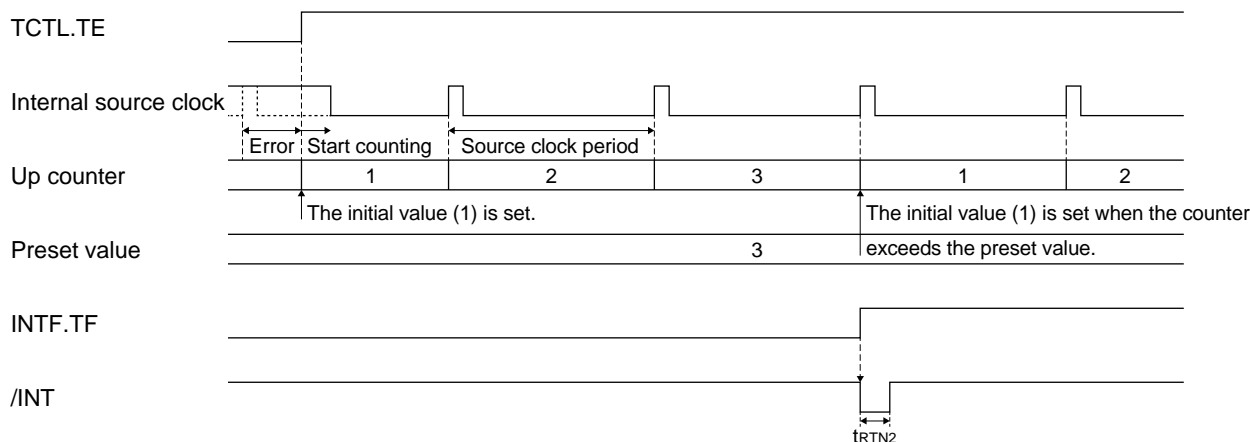 TCTL.TE
Internal source clock
Error Start counting Source clock period
Up counter 1 2 3 1 2
The initial value (1) is set. The initial value (1) is set when the counter
Preset value 3 exceeds the preset value.
INTF.TF
/INT
tRTN2